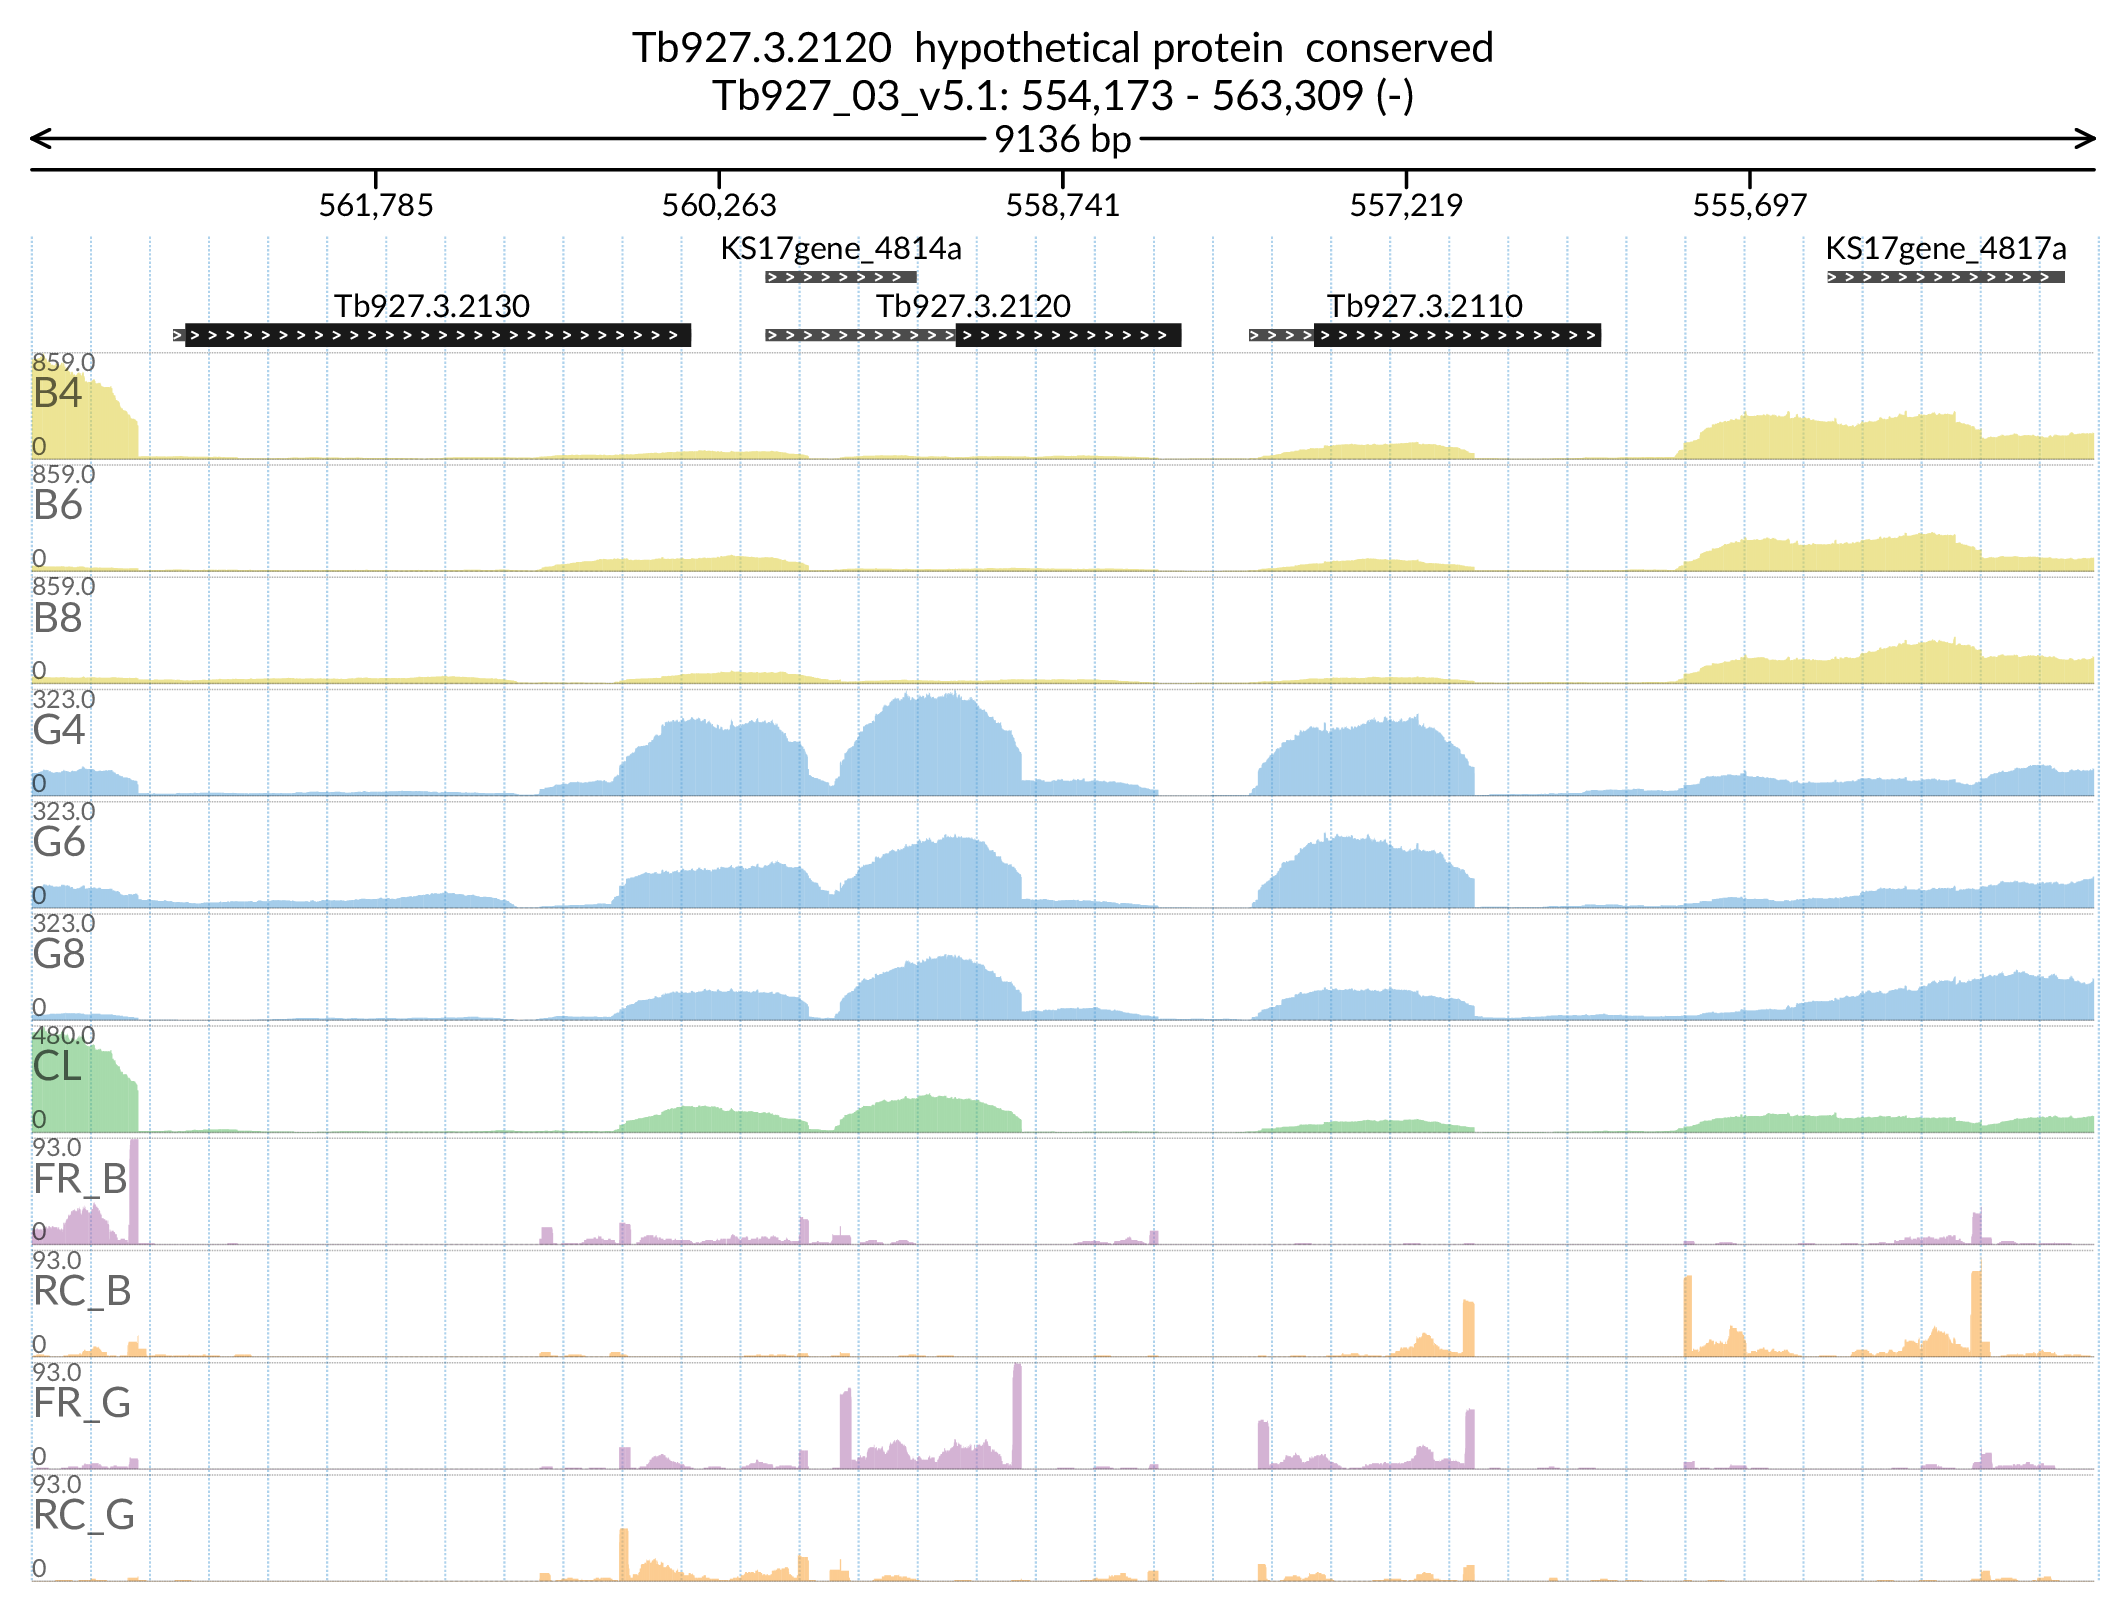 Tb927.3.2120  hypothetical protein  conserved
Tb927_03_v5.1: 554,173 - 563,309 (-)
9136 bp
561,785 560,263 558,741 557,219 555,697
KS17gene_4814a KS17gene_4817a
Tb927.3.2130 Tb927.3.2120 Tb927.3.2110
859.0
B4
0
859.0
B6
0
859.0
B8
0
323.0
G4
0
323.0
G6
0
323.0
G8
0
480.0
CL
0
93.0
FR_B
0
93.0
RC_B
0
93.0
FR_G
0
93.0
RC_G
0